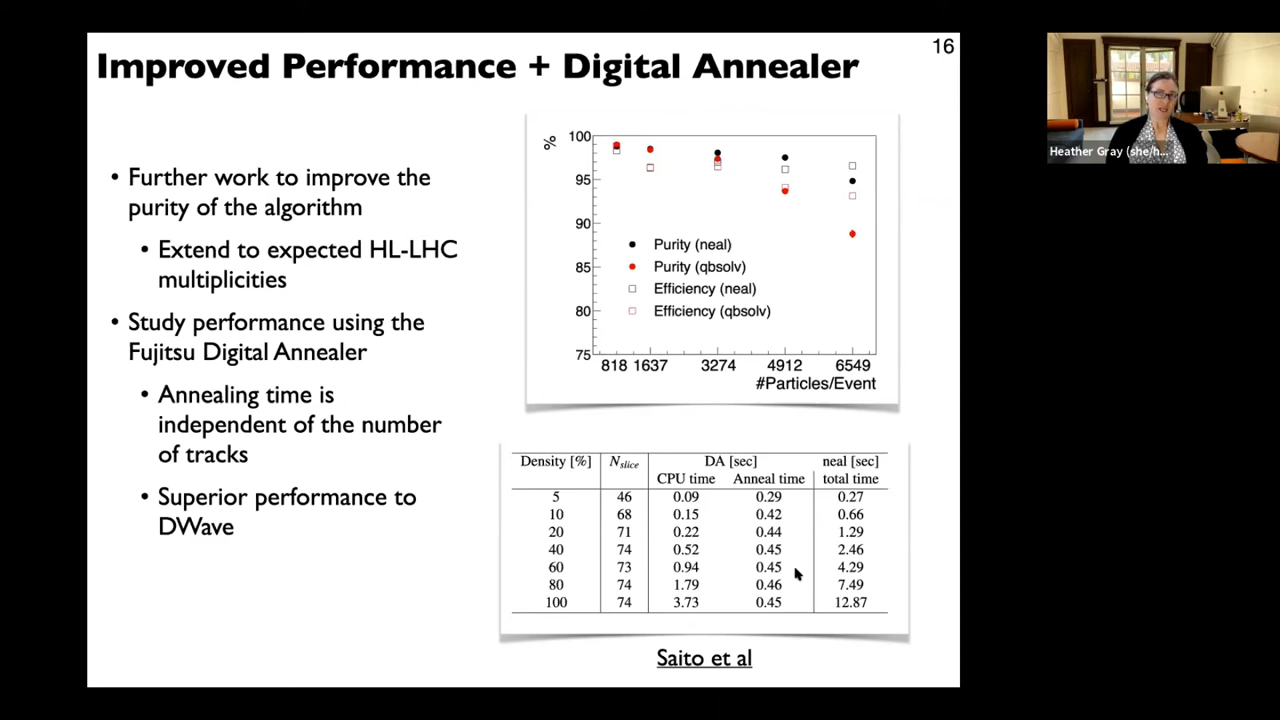 16
Improved Performance + Digital Annealer
• Further work to improve the
purity of the algorithm
• Extend to expected HL-LHC
multiplicities
• Study performance using the
Fujitsu Digital Annealer
• Annealing time is
independent of the number
of tracks
• Superior performance to
DWave
%
100
95
90
85
80
75
Purity (neal)
Purity (qbsolv)
Efficiency (neal)
Efficiency (qbsolv)
818 1637 3274 4912 6549
#Particles/Event
Density [%] N_slice DA [sec] neal [sec]
CPU time Anneal time total time
5 46 0.09 0.29 0.27
10 68 0.15 0.42 0.66
20 71 0.22 0.44 1.29
40 74 0.52 0.45 2.46
60 73 0.94 0.45 4.29
80 74 1.79 0.46 7.49
100 74 3.73 0.45 12.87
Saito et al
Heather Gray (she/h...